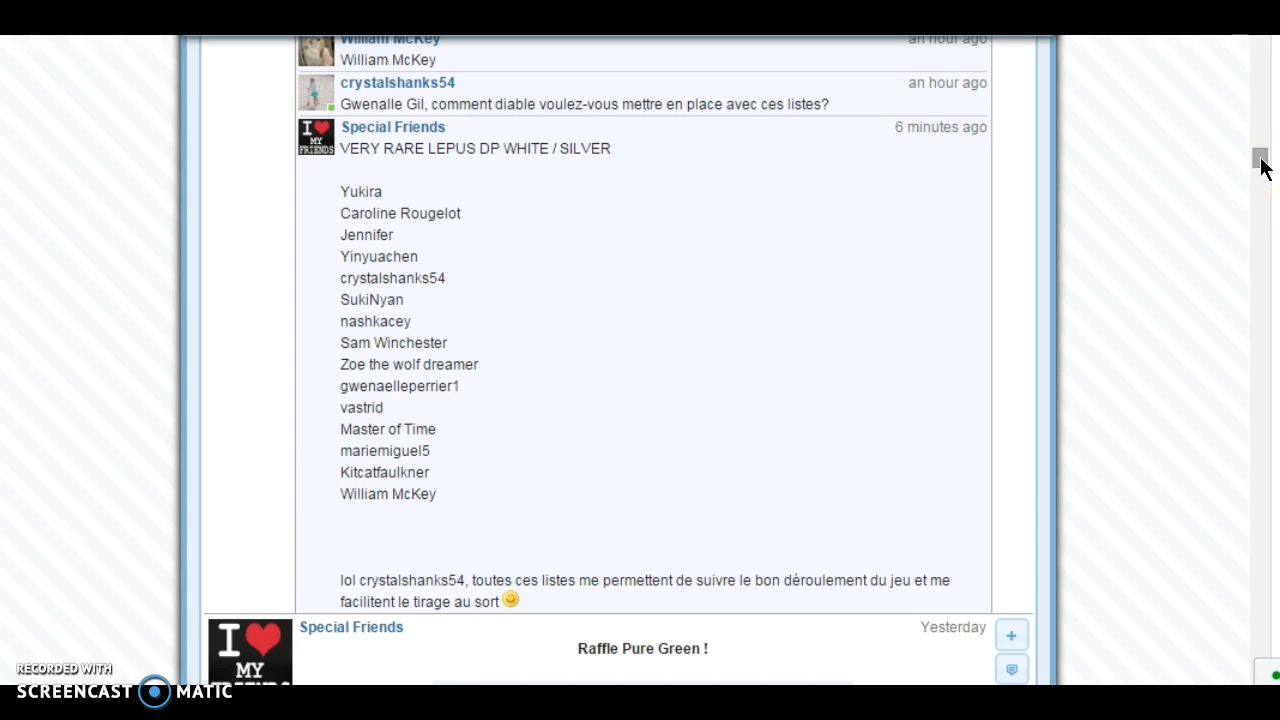 William McKey
an hour ago
William McKey
crystalshanks54
an hour ago
Gwenalle Gil, comment diable voulez-vous mettre en place avec ces listes?
I
MY
FRIENDS
Special Friends
6 minutes ago
VERY RARE LEPUS DP WHITE / SILVER
Yukira
Caroline Rougelot
Jennifer
Yinyuachen
crystalshanks54
SukiNyan
nashkacey
Sam Winchester
Zoe the wolf dreamer
gwenaelleperrier1
vastrid
Master of Time
mariemiguel5
Kitcatfaulkner
William McKey
lol crystalshanks54, toutes ces listes me permettent de suivre le bon déroulement du jeu et me
facilitent le tirage au sort
I
MY
FRIENDS
Special Friends
Yesterday
Raffle Pure Green !
RECORDED WITH
SCREENCAST MATIC